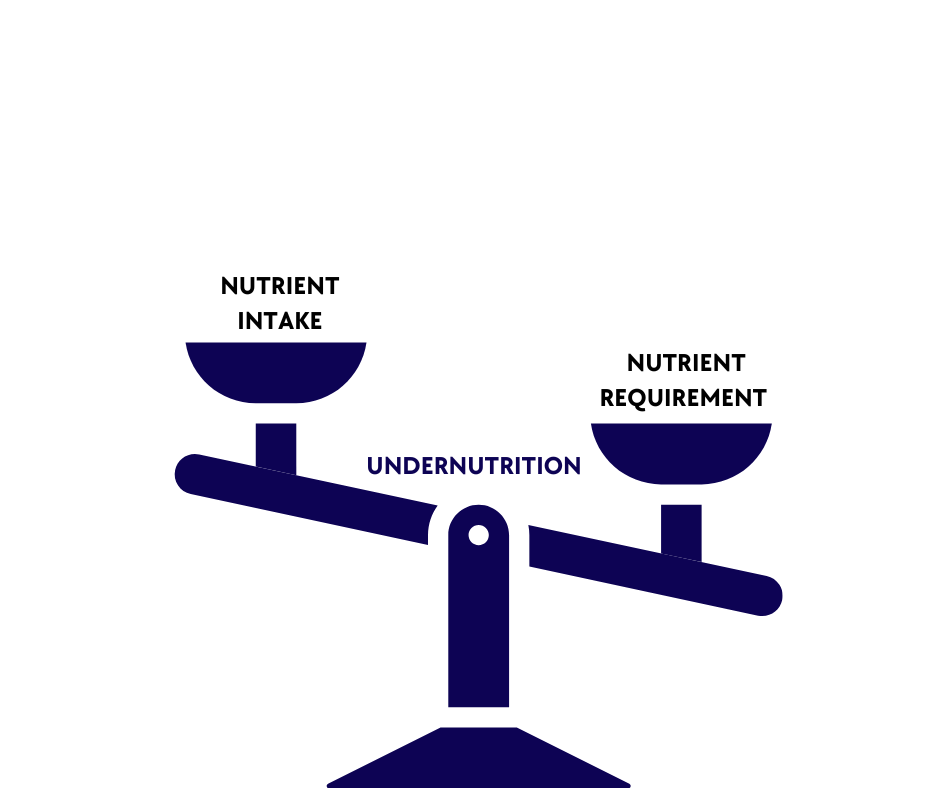 NUTRIENT
INTAKE
NUTRIENT
REQUIREMENT
UNDERNUTRITION